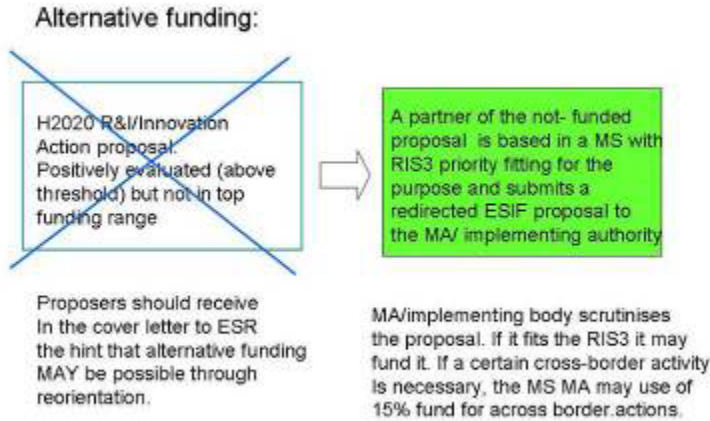 Alternative funding:
H2020 R&I/Innovation
Action proposal.
Positively evaluated (above
threshold) but not in top
funding range
A partner of the not- funded
proposal is based in a MS with
RIS3 priority fitting for the
purpose and submits a
redirected ESIF proposal to
the MA/ implementing authority
Proposers should receive
In the cover letter to ESR
the hint that alternative funding
MAY be possible through
reorientation.
MA/implementing body scrutinises
the proposal. If it fits the RIS3 it may
fund it. If a certain cross-border activity
Is necessary, the MS MA may use of
15% fund for across border.actions.